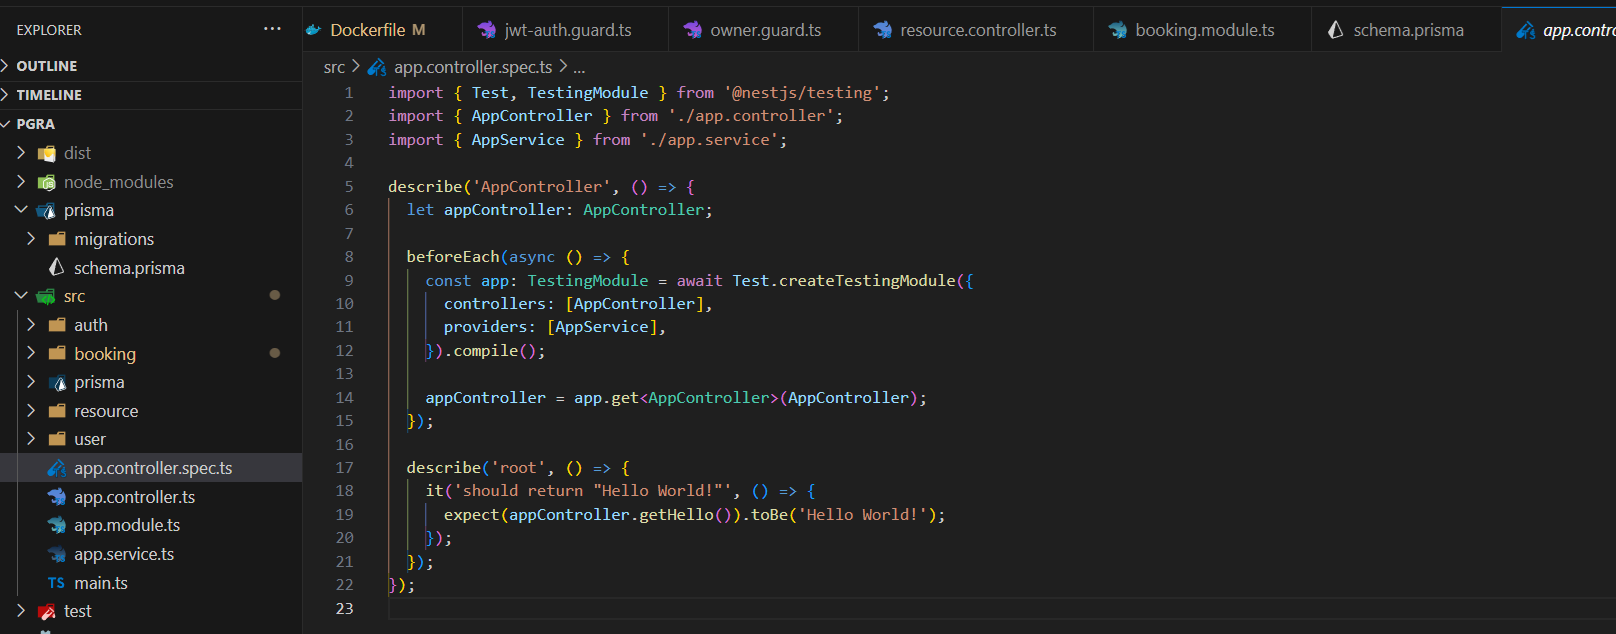 EXPLORER
...
OUTLINE
TIMELINE
PGRA
dist
node_modules
prisma
migrations
schema.prisma
src
auth
booking
prisma
resource
user
app.controller.spec.ts
app.controller.ts
app.module.ts
app.service.ts
TS main.ts
test
Dockerfile M
jwt-auth.guard.ts
owner.guard.ts
resource.controller.ts
booking.module.ts
schema.prisma
app.contro
src > app.controller.spec.ts > ...
1 import { Test, TestingModule } from '@nestjs/testing';
2 import { AppController } from './app.controller';
3 import { AppService } from './app.service';
4
5 describe('AppController', () => {
6 let appController: AppController;
7
8 beforeEach(async () => {
9 const app: TestingModule = await Test.createTestingModule({
10 controllers: [AppController],
11 providers: [AppService],
12 }).compile();
13
14 appController = app.get<AppController>(AppController);
15 });
16
17 describe('root', () => {
18 it('should return "Hello World!"', () => {
19 expect(appController.getHello()).toBe('Hello World!');
20 });
21 });
22 });
23